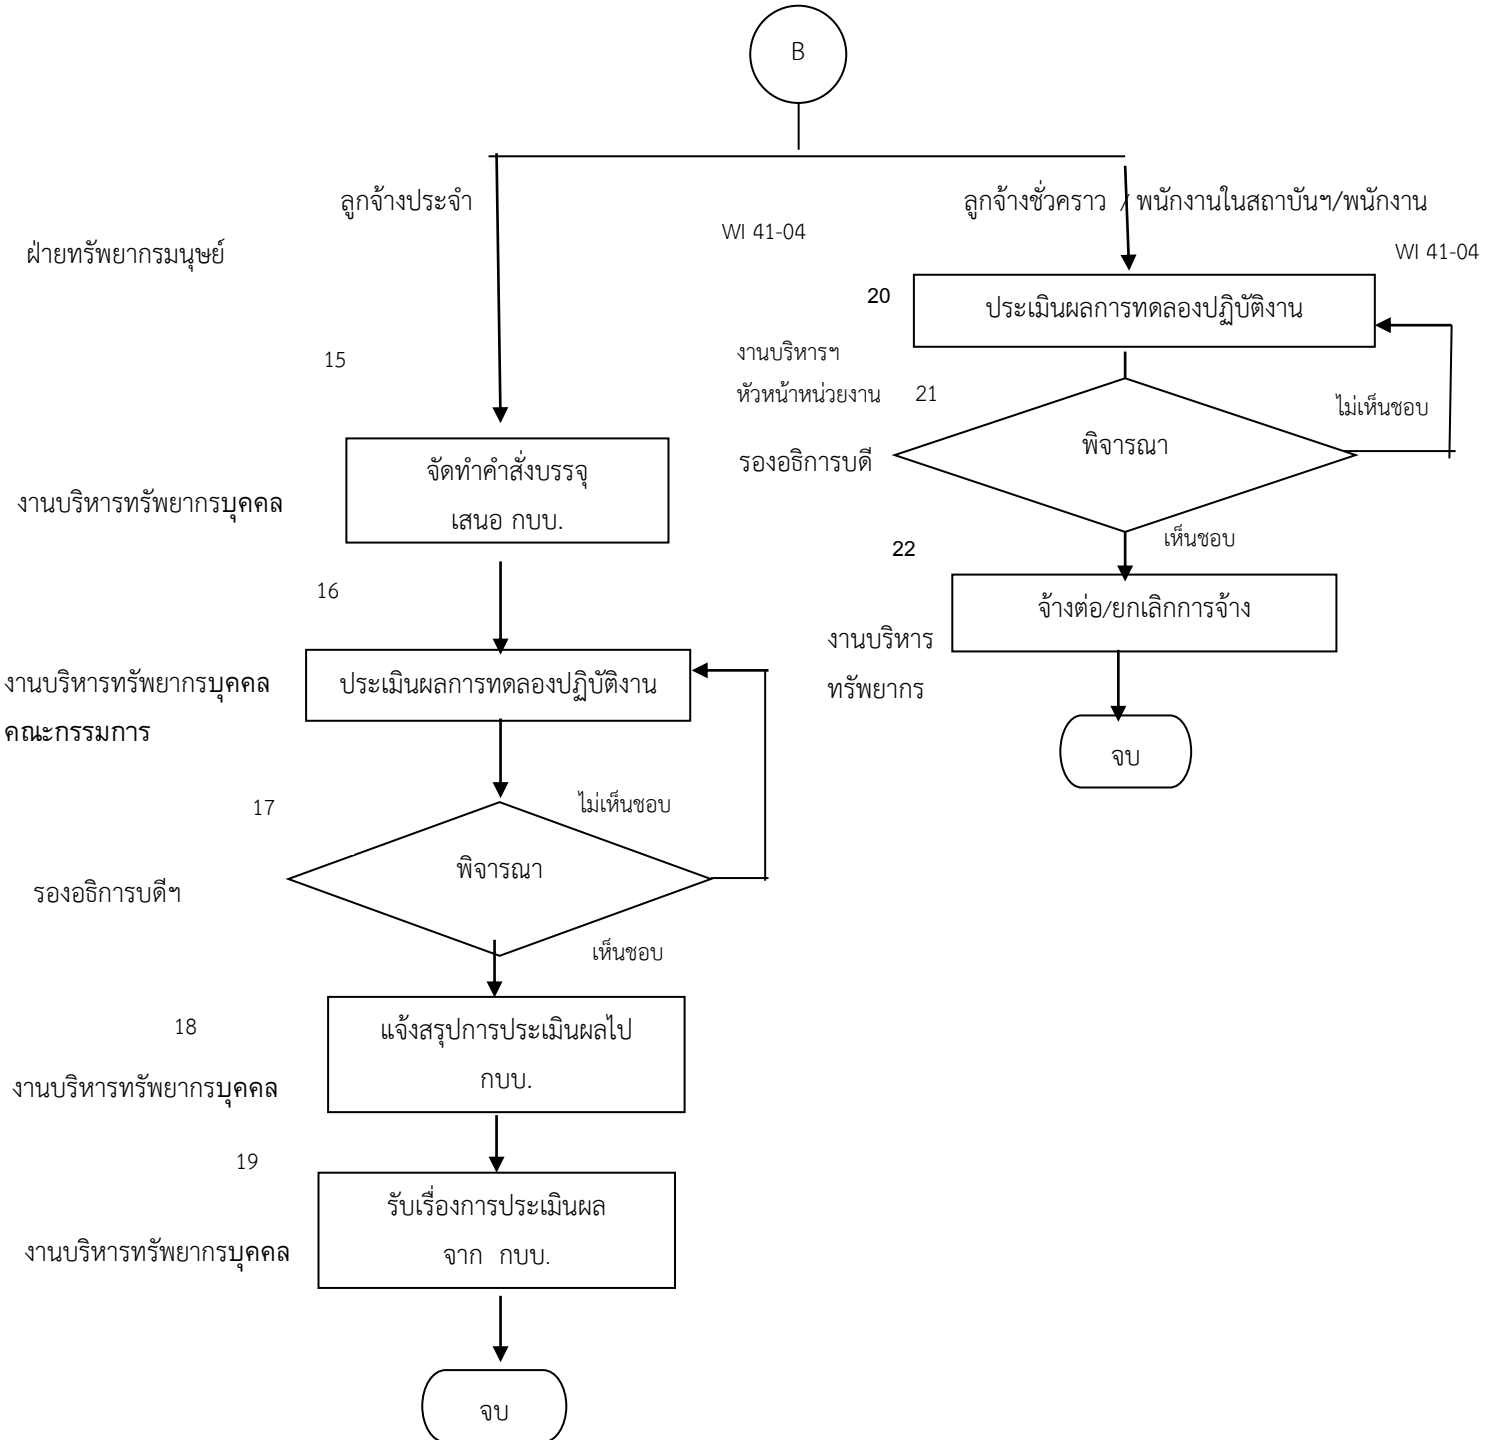 B
ลูกจ้างประจำ
ลูกจ้างชั่วคราว / พนักงานในสถาบันฯ/พนักงาน
WI 41-04
ฝ่ายทรัพยากรมนุษย์
WI 41-04
20
ประเมินผลการทดลองปฏิบัติงาน
15
งานบริหารฯ
หัวหน้าหน่วยงาน
21
ไม่เห็นชอบ
พิจารณา
รองอธิการบดี
จัดทำคำสั่งบรรจุ
เสนอ กบบ.
งานบริหารทรัพยากรบุคคล
เห็นชอบ
22
จ้างต่อ/ยกเลิกการจ้าง
16
งานบริหาร
ทรัพยากร
งานบริหารทรัพยากรบุคคล
คณะกรรมการ
ประเมินผลการทดลองปฏิบัติงาน
จบ
17
ไม่เห็นชอบ
พิจารณา
รองอธิการบดีฯ
เห็นชอบ
18
แจ้งสรุปการประเมินผลไป
กบบ.
งานบริหารทรัพยากรบุคคล
19
รับเรื่องการประเมินผล
จาก กบบ.
งานบริหารทรัพยากรบุคคล
จบ